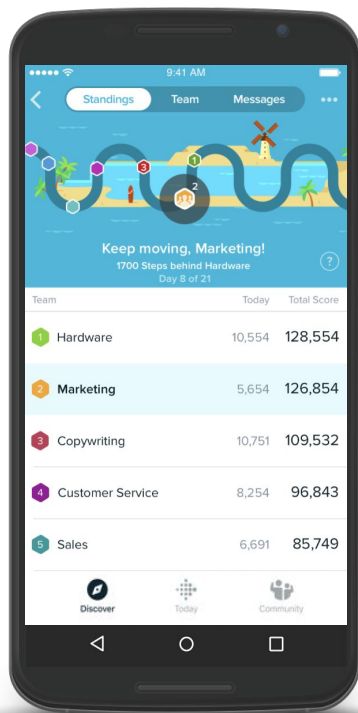 9:41 AM
Standings Team Messages
1
3
2
Keep moving, Marketing!
1700 Steps behind Hardware
?
Day 8 of 21
Team Today Total Score
1 Hardware 10,554 128,554
2 Marketing 5,654 126,854
3 Copywriting 10,751 109,532
4 Customer Service 8,254 96,843
5 Sales 6,691 85,749
Discover Today Community